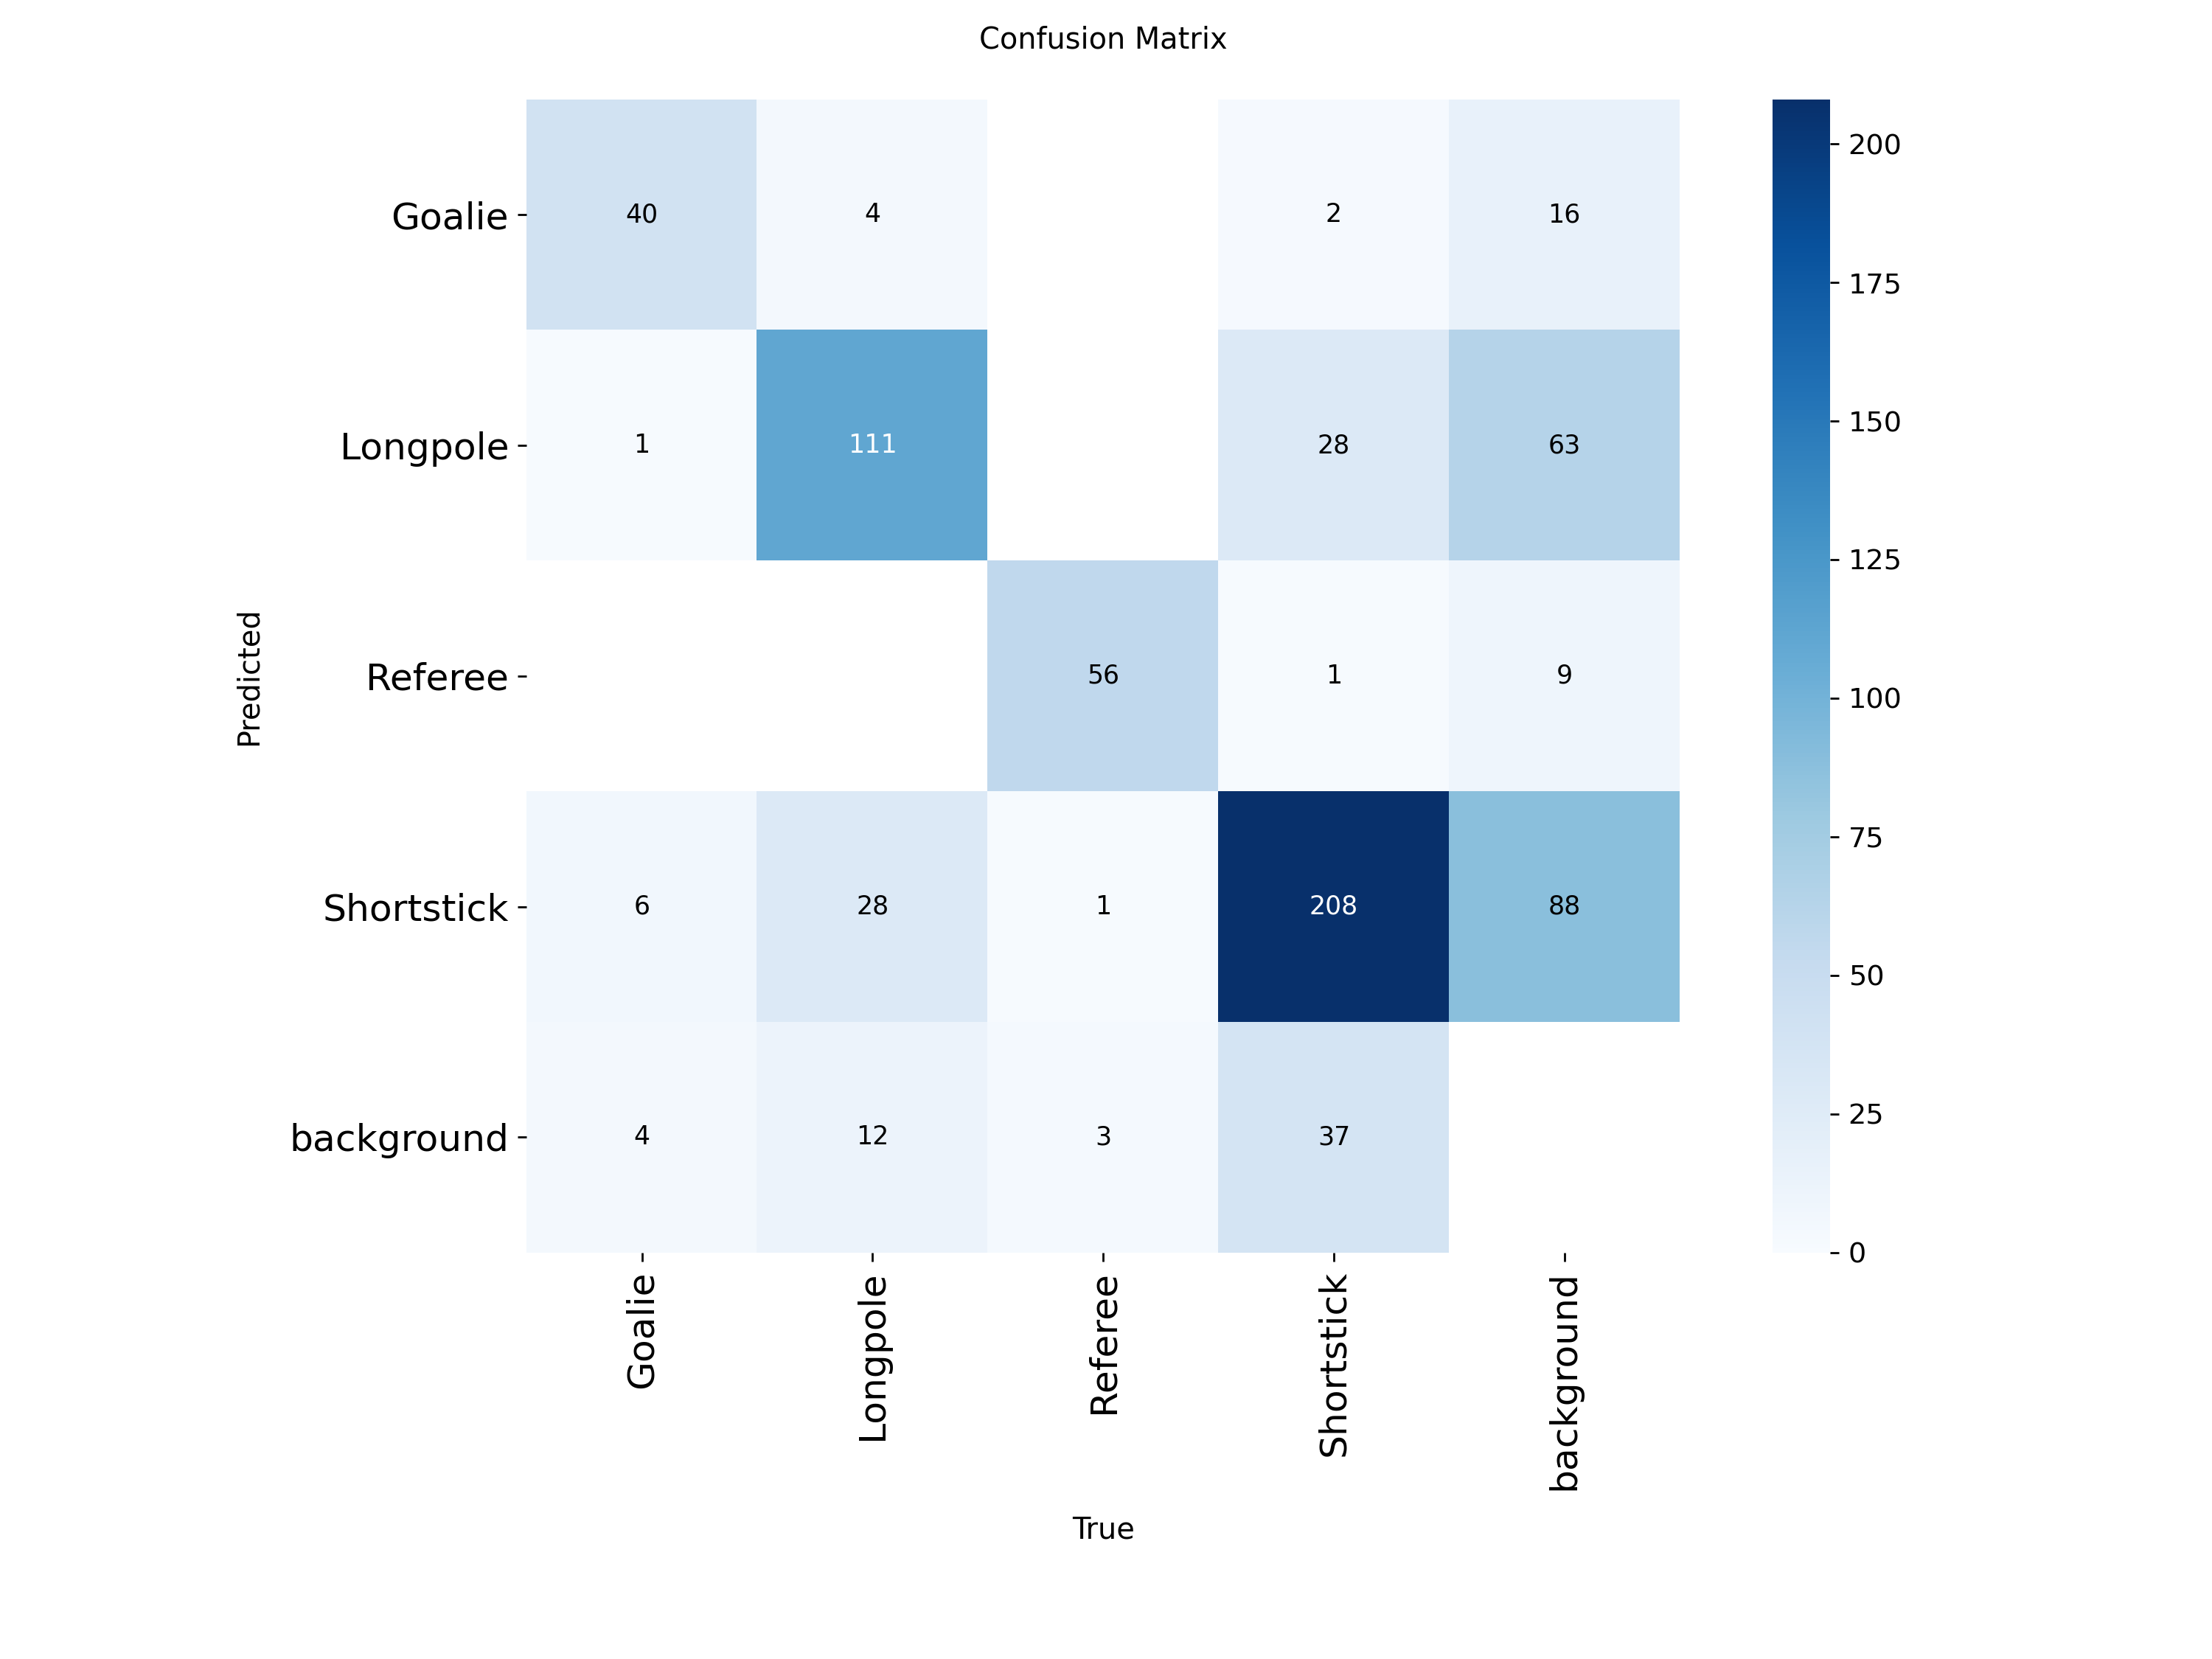 Confusion Matrix
Goalie
40
4
2
16
200
175
Longpole
1
111
28
63
150
125
Predicted
Referee
56
1
9
100
75
Shortstick
6
28
1
208
88
50
background
4
12
3
37
25
0
Goalie
Longpole
Referee
Shortstick
background
True